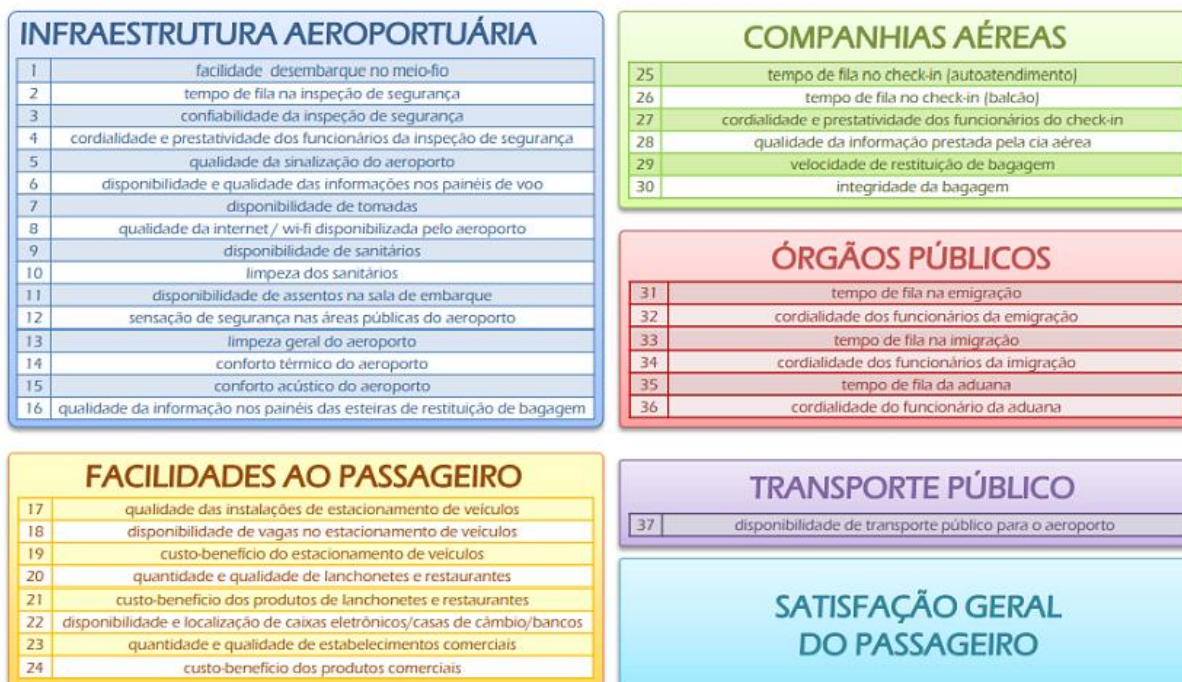 INFRAESTRUTURA AEROPORTUÁRIA
1 facilidade desembarque no meio-fio
2 tempo de fila na inspeção de segurança
3 confiabilidade da inspeção de segurança
4 cordialidade e prestatividade dos funcionários da inspeção de segurança
5 qualidade da sinalização do aeroporto
6 disponibilidade e qualidade das informações nos painéis de voo
7 disponibilidade de tomadas
8 qualidade da internet / wi-fi disponibilizada pelo aeroporto
9 disponibilidade de sanitários
10 limpeza dos sanitários
11 disponibilidade de assentos na sala de embarque
12 sensação de segurança nas áreas públicas do aeroporto
13 limpeza geral do aeroporto
14 conforto térmico do aeroporto
15 conforto acústico do aeroporto
16 qualidade da informação nos painéis das esteiras de restituição de bagagem
FACILIDADES AO PASSAGEIRO
17 qualidade das instalações de estacionamento de veículos
18 disponibilidade de vagas no estacionamento de veículos
19 custo-benefício do estacionamento de veículos
20 quantidade e qualidade de lanchonetes e restaurantes
21 custo-benefício dos produtos de lanchonetes e restaurantes
22 disponibilidade e localização de caixas eletrônicos/casas de câmbio/bancos
23 quantidade e qualidade de estabelecimentos comerciais
24 custo-benefício dos produtos comerciais
COMPANHIAS AÉREAS
25 tempo de fila no check-in (autoatendimento)
26 tempo de fila no check-in (balcão)
27 cordialidade e prestatividade dos funcionários do check-in
28 qualidade da informação prestada pela cia aérea
29 velocidade de restituição de bagagem
30 integridade da bagagem
ÓRGÃOS PÚBLICOS
31 tempo de fila na emigração
32 cordialidade dos funcionários da emigração
33 tempo de fila na imigração
34 cordialidade dos funcionários da imigração
35 tempo de fila da aduana
36 cordialidade do funcionário da aduana
TRANSPORTE PÚBLICO
37 disponibilidade de transporte público para o aeroporto
SATISFAÇÃO GERAL
DO PASSAGEIRO